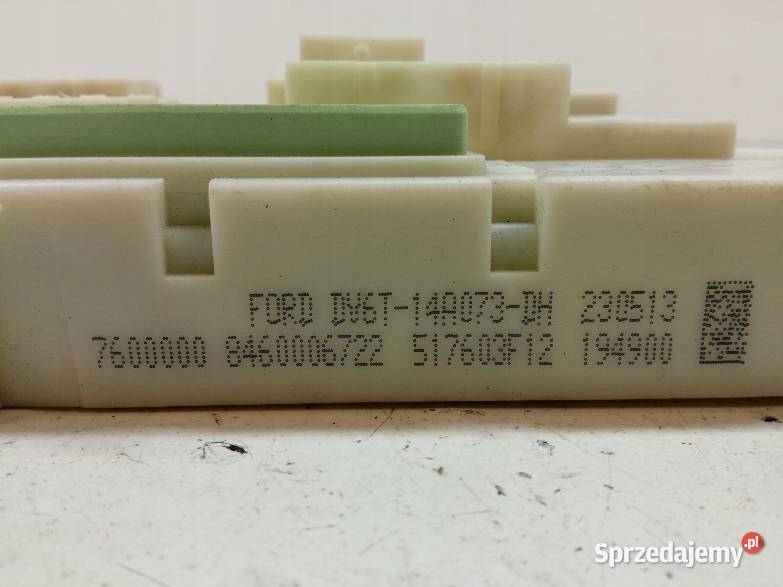 FORD DV6T-14A073-DH 230513
7600000 8460006722 517603F12 194900
Sprzedajemy.pl